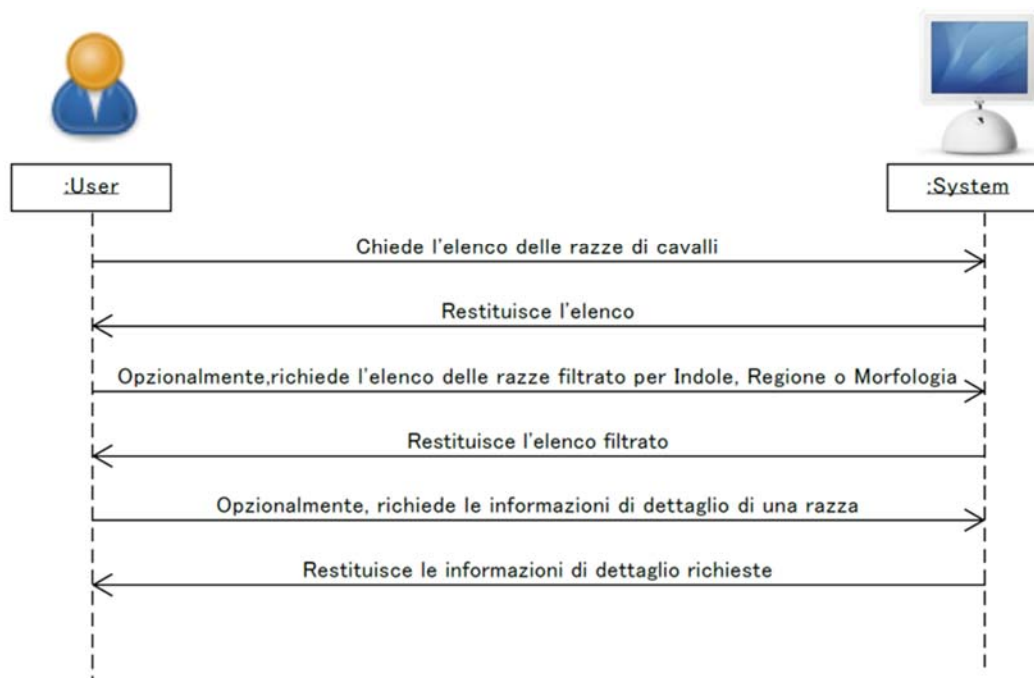 :User
:System
Chiede l'elenco delle razze di cavalli
Restituisce l'elenco
Opzionalmente,richiede l'elenco delle razze filtrato per Indole, Regione o Morfologia
Restituisce l'elenco filtrato
Opzionalmente, richiede le informazioni di dettaglio di una razza
Restituisce le informazioni di dettaglio richieste